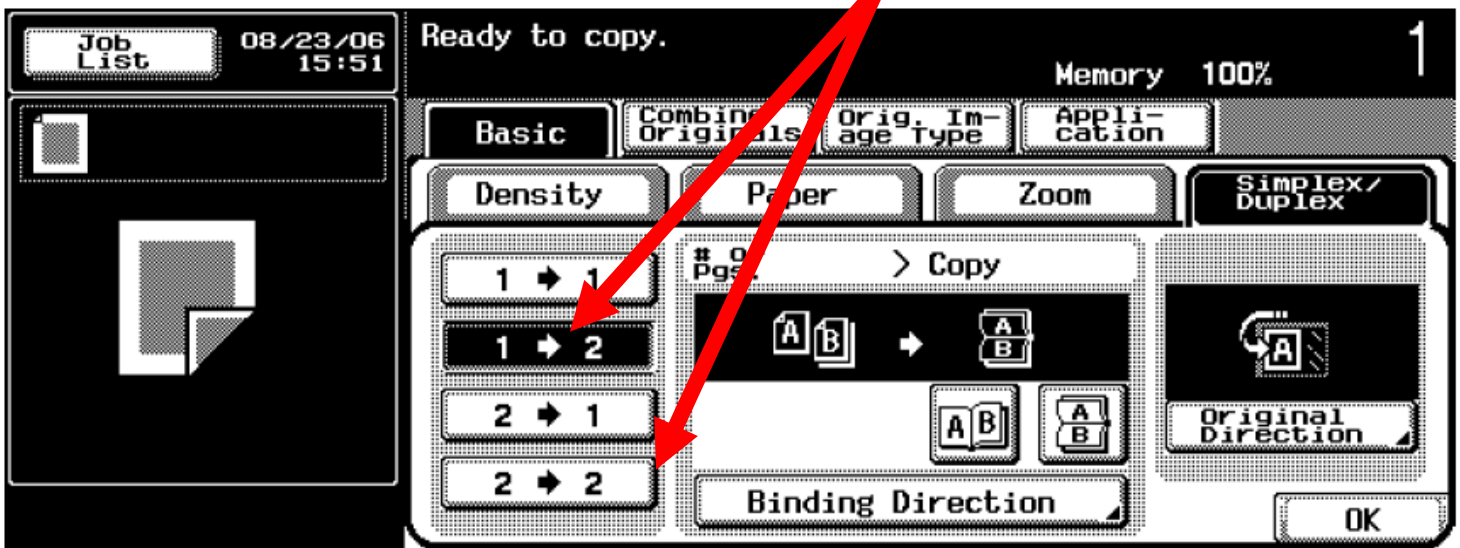 Job
List
08/23/06
15:51
Ready to copy.
1
Memory 100%
Basic
Combine
Originals
Orig. Im-
age Type
Appli-
cation
Density
Paper
Zoom
Simplex/
Duplex
1 → 1
1 → 2
2 → 1
2 → 2
#
Pgs.
> Copy
A B → A
B
A B
A
B
Binding Direction
A
Original
Direction
OK